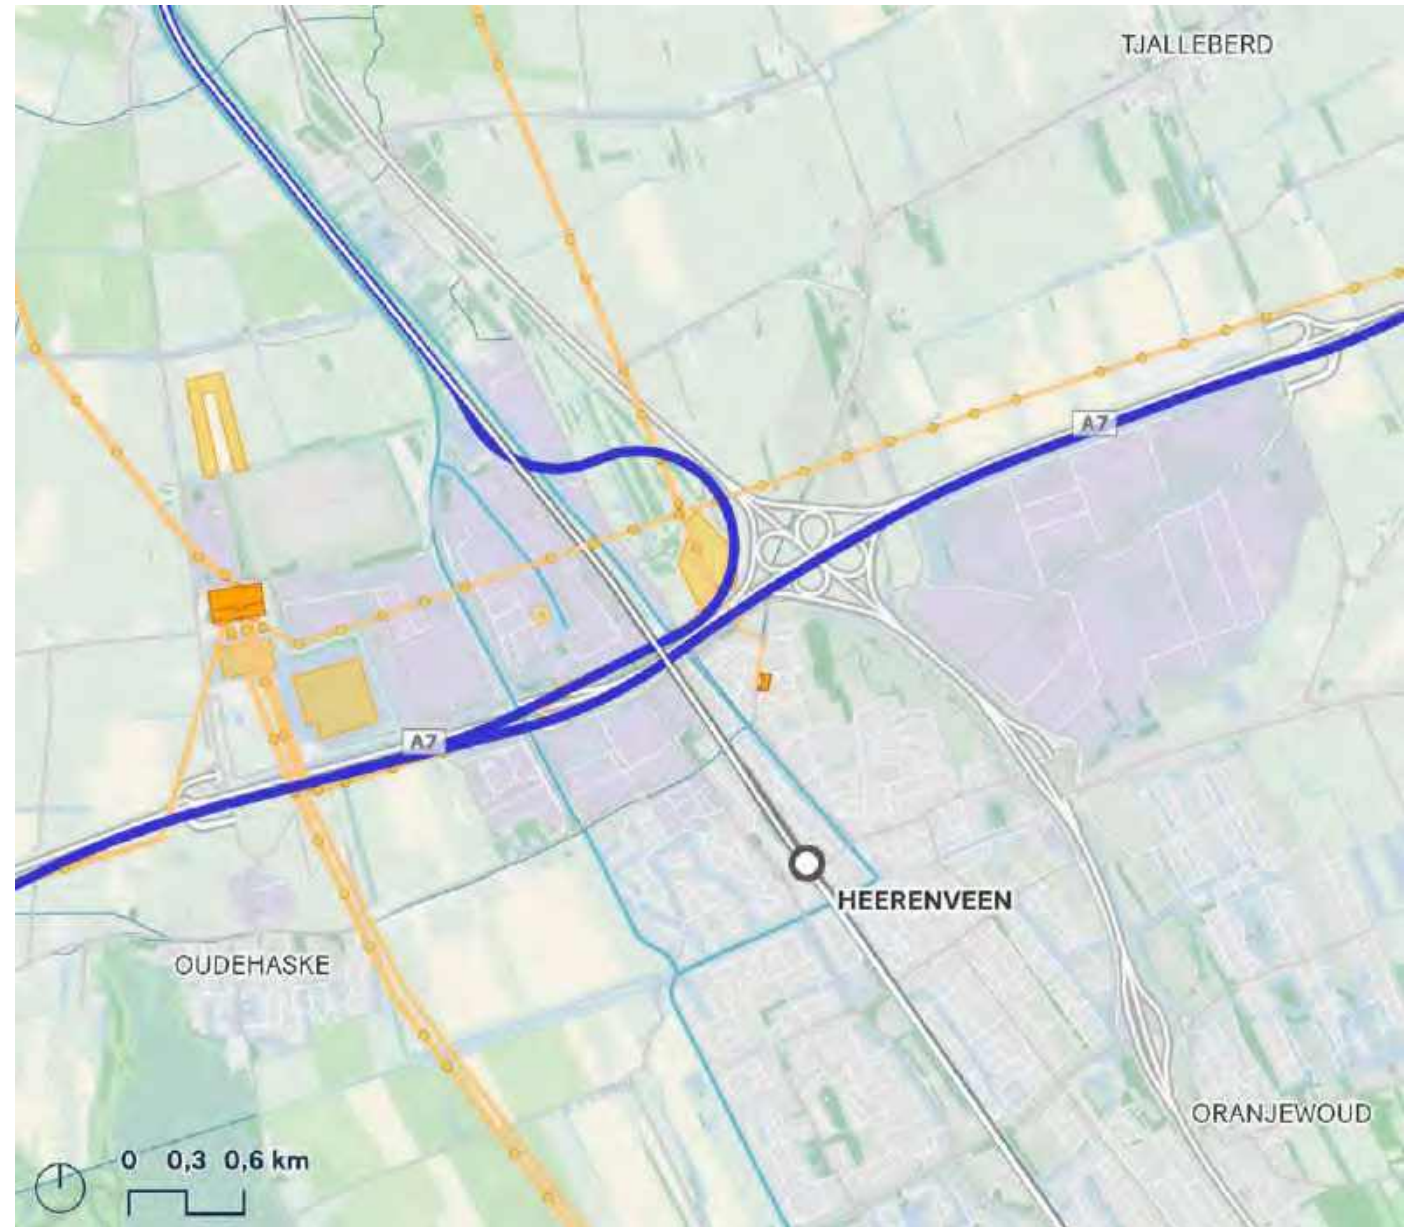 TJALLEBERD
A7
A7
HEERENVEEN
OUDEHASKE
ORANJEWOUD
0 0,3 0,6 km